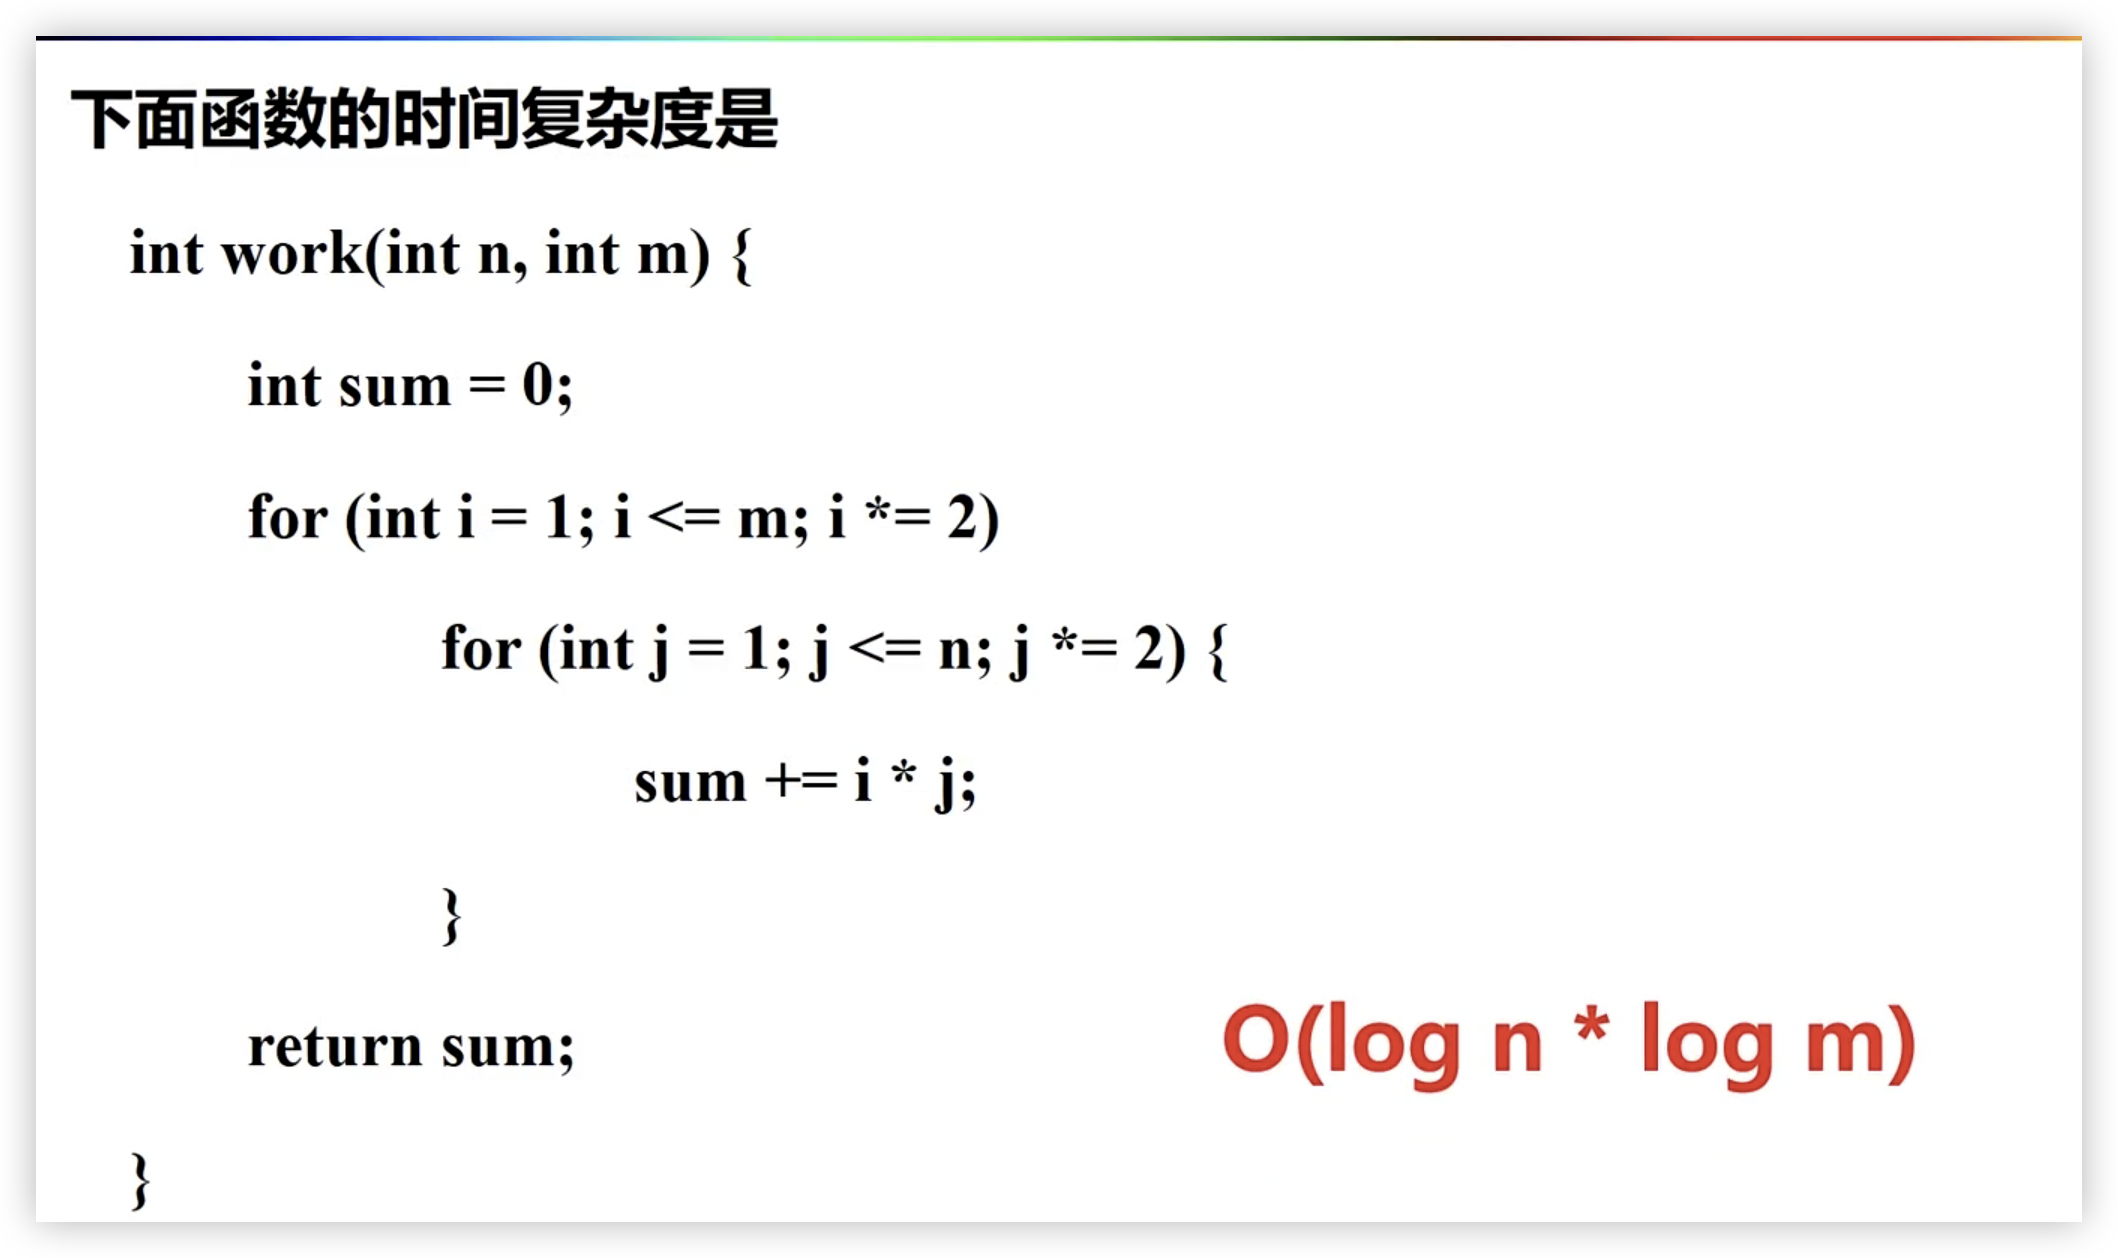 下面函数的时间复杂度是
int work(int n, int m) {
int sum = 0;
for (int i = 1; i <= m; i *= 2)
for (int j = 1; j <= n; j *= 2) {
sum += i * j;
}
return sum;
O(log n * log m)
}